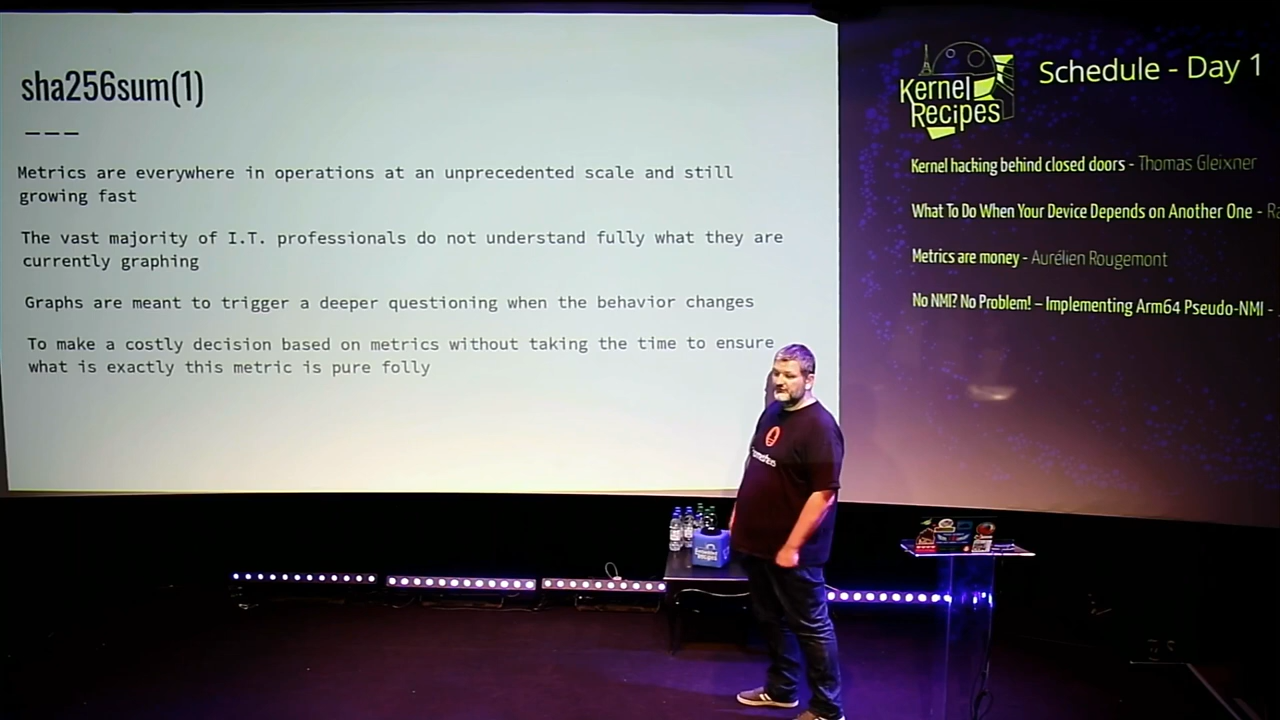 sha256sum(1)
Metrics are everywhere in operations at an unprecedented scale and still
growing fast
The vast majority of I.T. professionals do not understand fully what they are
currently graphing
Graphs are meant to trigger a deeper questioning when the behavior changes
To make a costly decision based on metrics without taking the time to ensure
what is exactly this metric is pure folly
Kernel
Recipes
Schedule - Day 1
Kernel hacking behind closed doors - Thomas Gleixner
What To Do When Your Device Depends on Another One -
Metrics are money - Aurélien Rougemont
No NMI? No Problem! – Implementing Arm64 Pseudo-NMI -